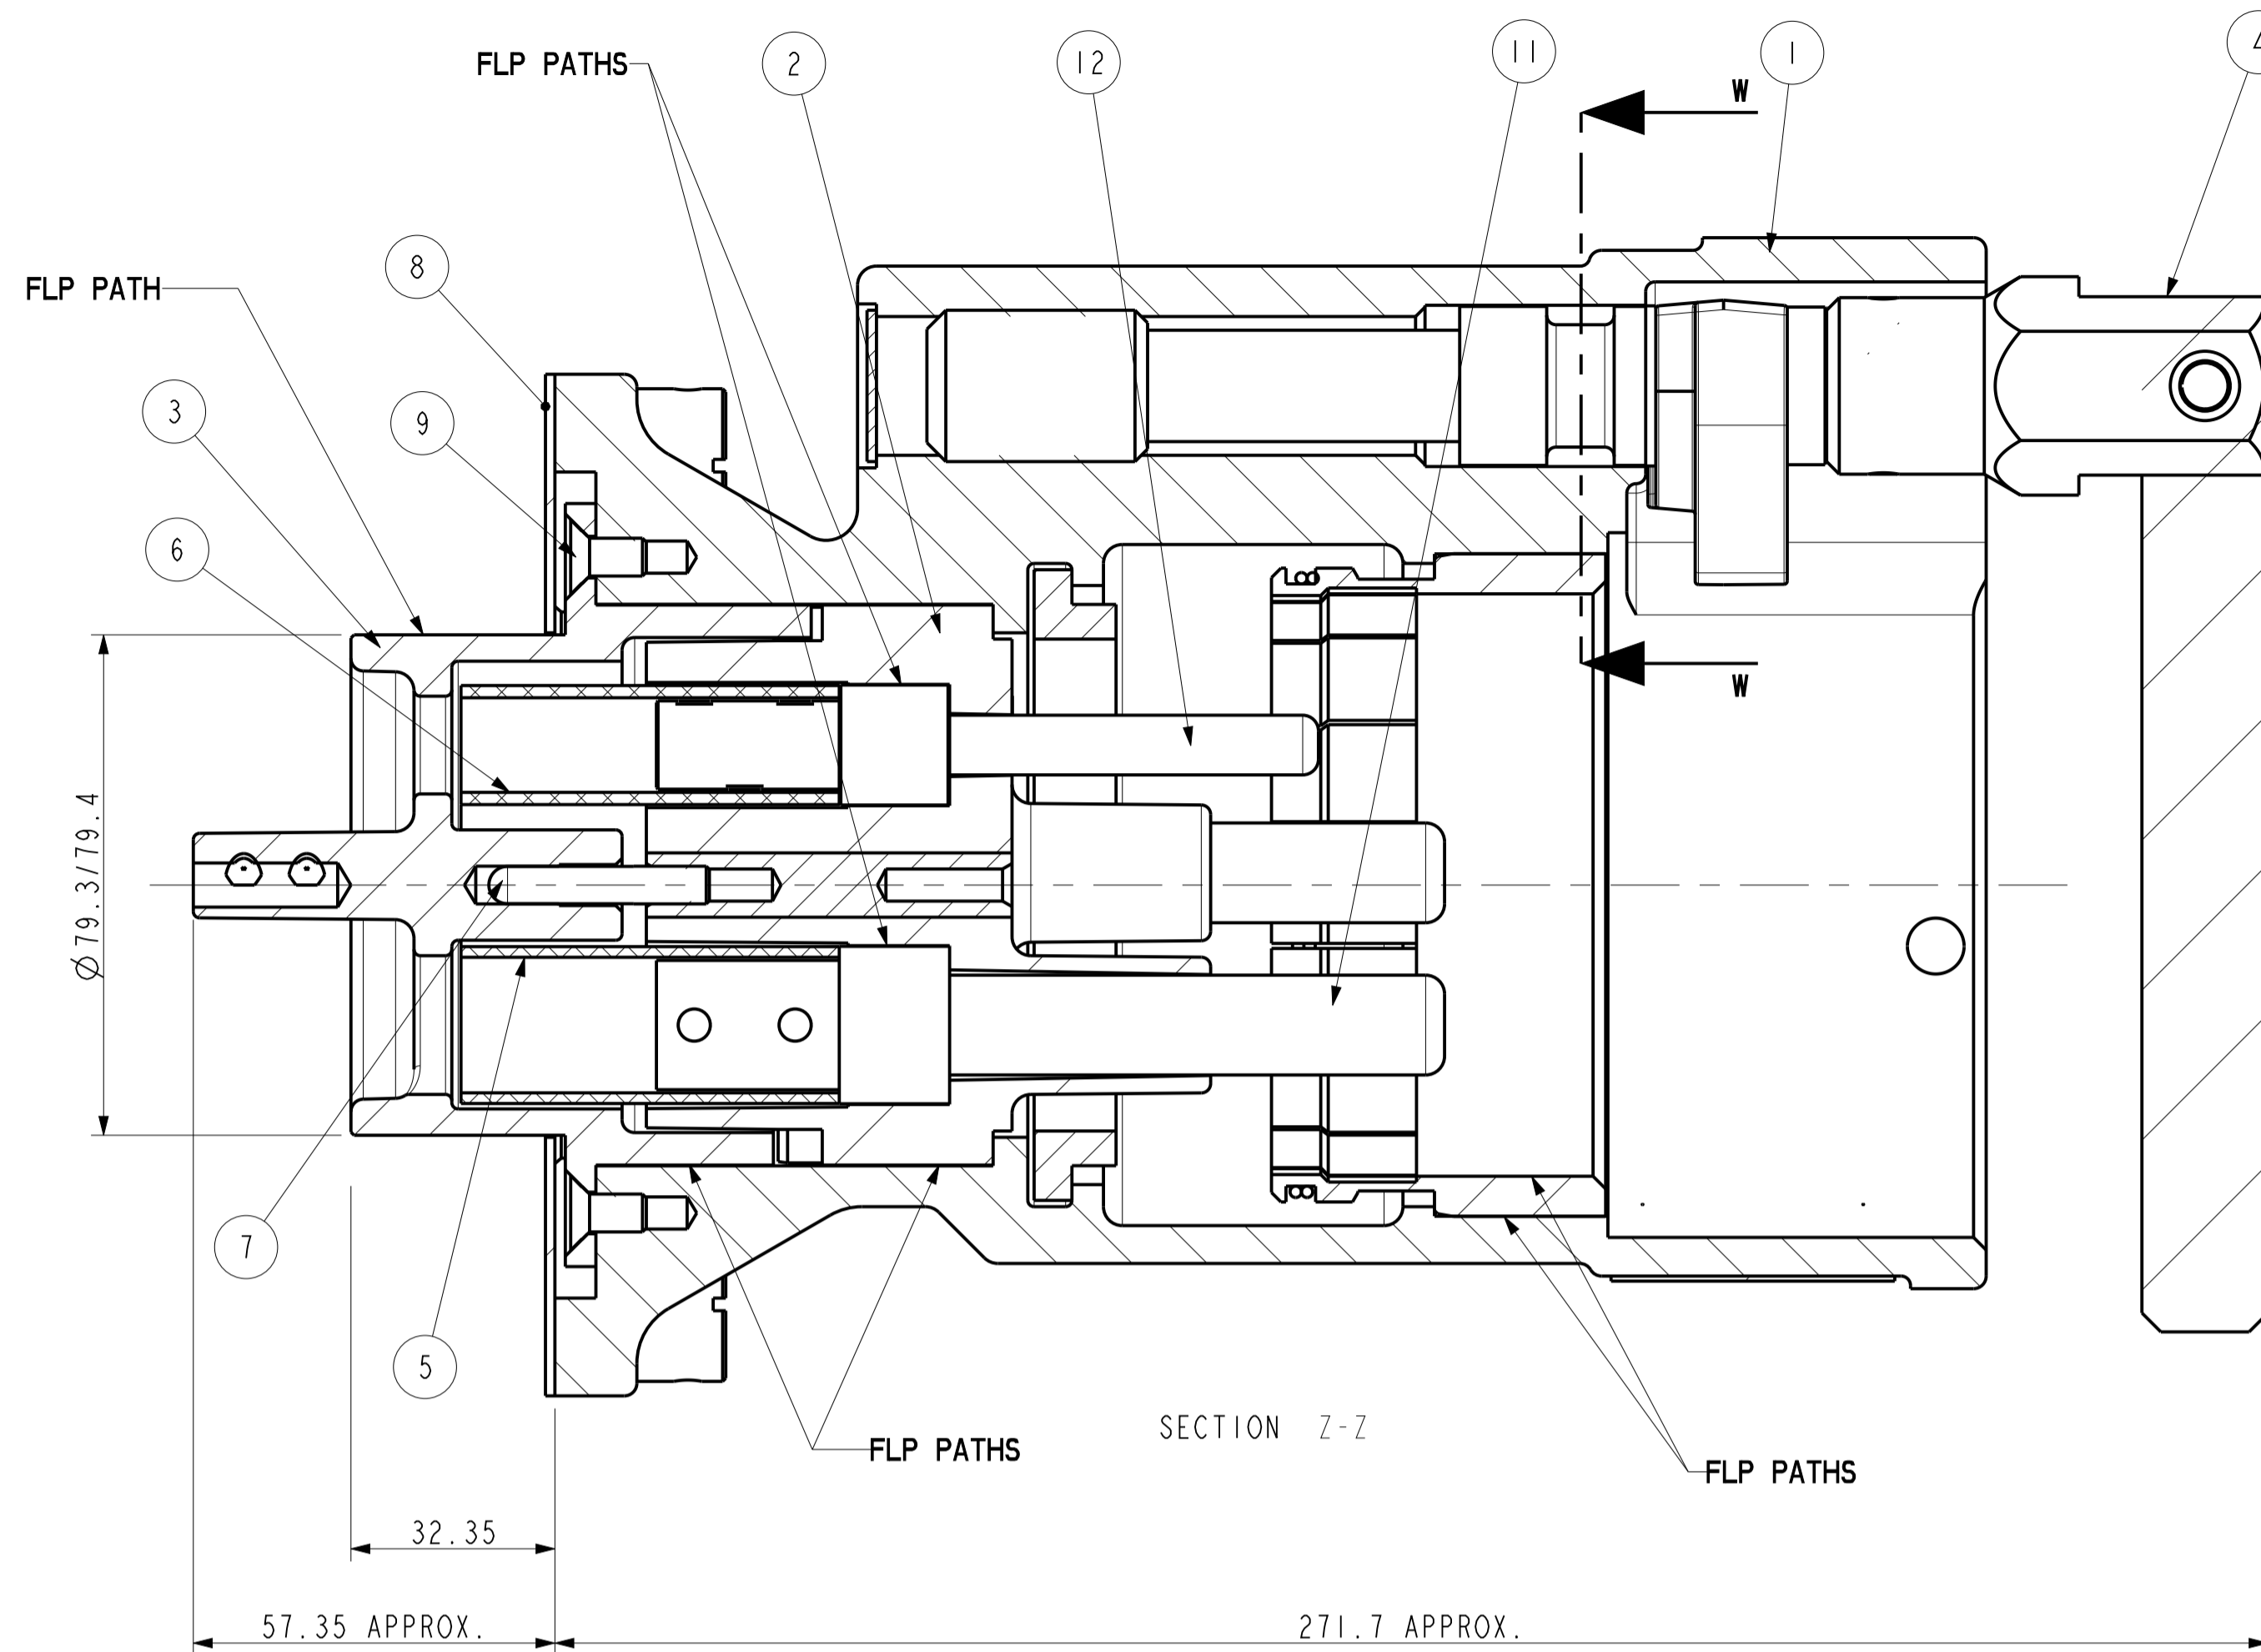 FLP PATHS
2
12
11
1
4
W
FLP PATH
8
3
9
6
W
Ø79.3/79.4
7
5
SECTION Z-Z
FLP PATHS
FLP PATHS
32.35
57.35 APPROX.
271.7 APPROX.